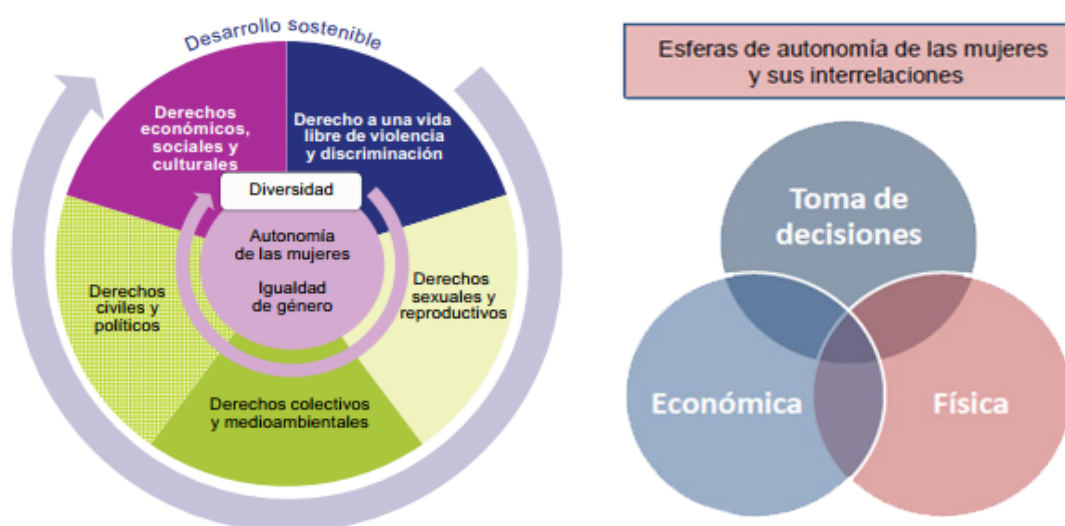 Desarrollo sostenible
Derechos
económicos,
sociales y
culturales
Derecho a una vida
libre de violencia
y discriminación
Diversidad
Autonomía
de las mujeres
Igualdad
de género
Derechos
civiles y
políticos
Derechos
sexuales y
reproductivos
Derechos colectivos
y medioambientales
Esferas de autonomía de las mujeres
y sus interrelaciones
Toma de
decisiones
Económica
Física